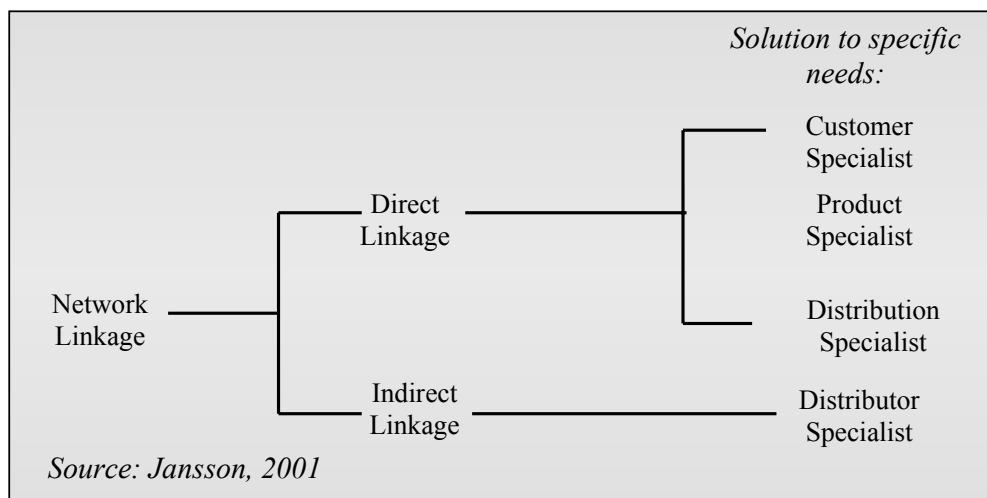 Solution to specific
needs:
Customer
Specialist
Direct
Linkage
Product
Specialist
Network
Linkage
Distribution
Specialist
Indirect
Linkage
Distributor
Specialist
Source: Jansson, 2001